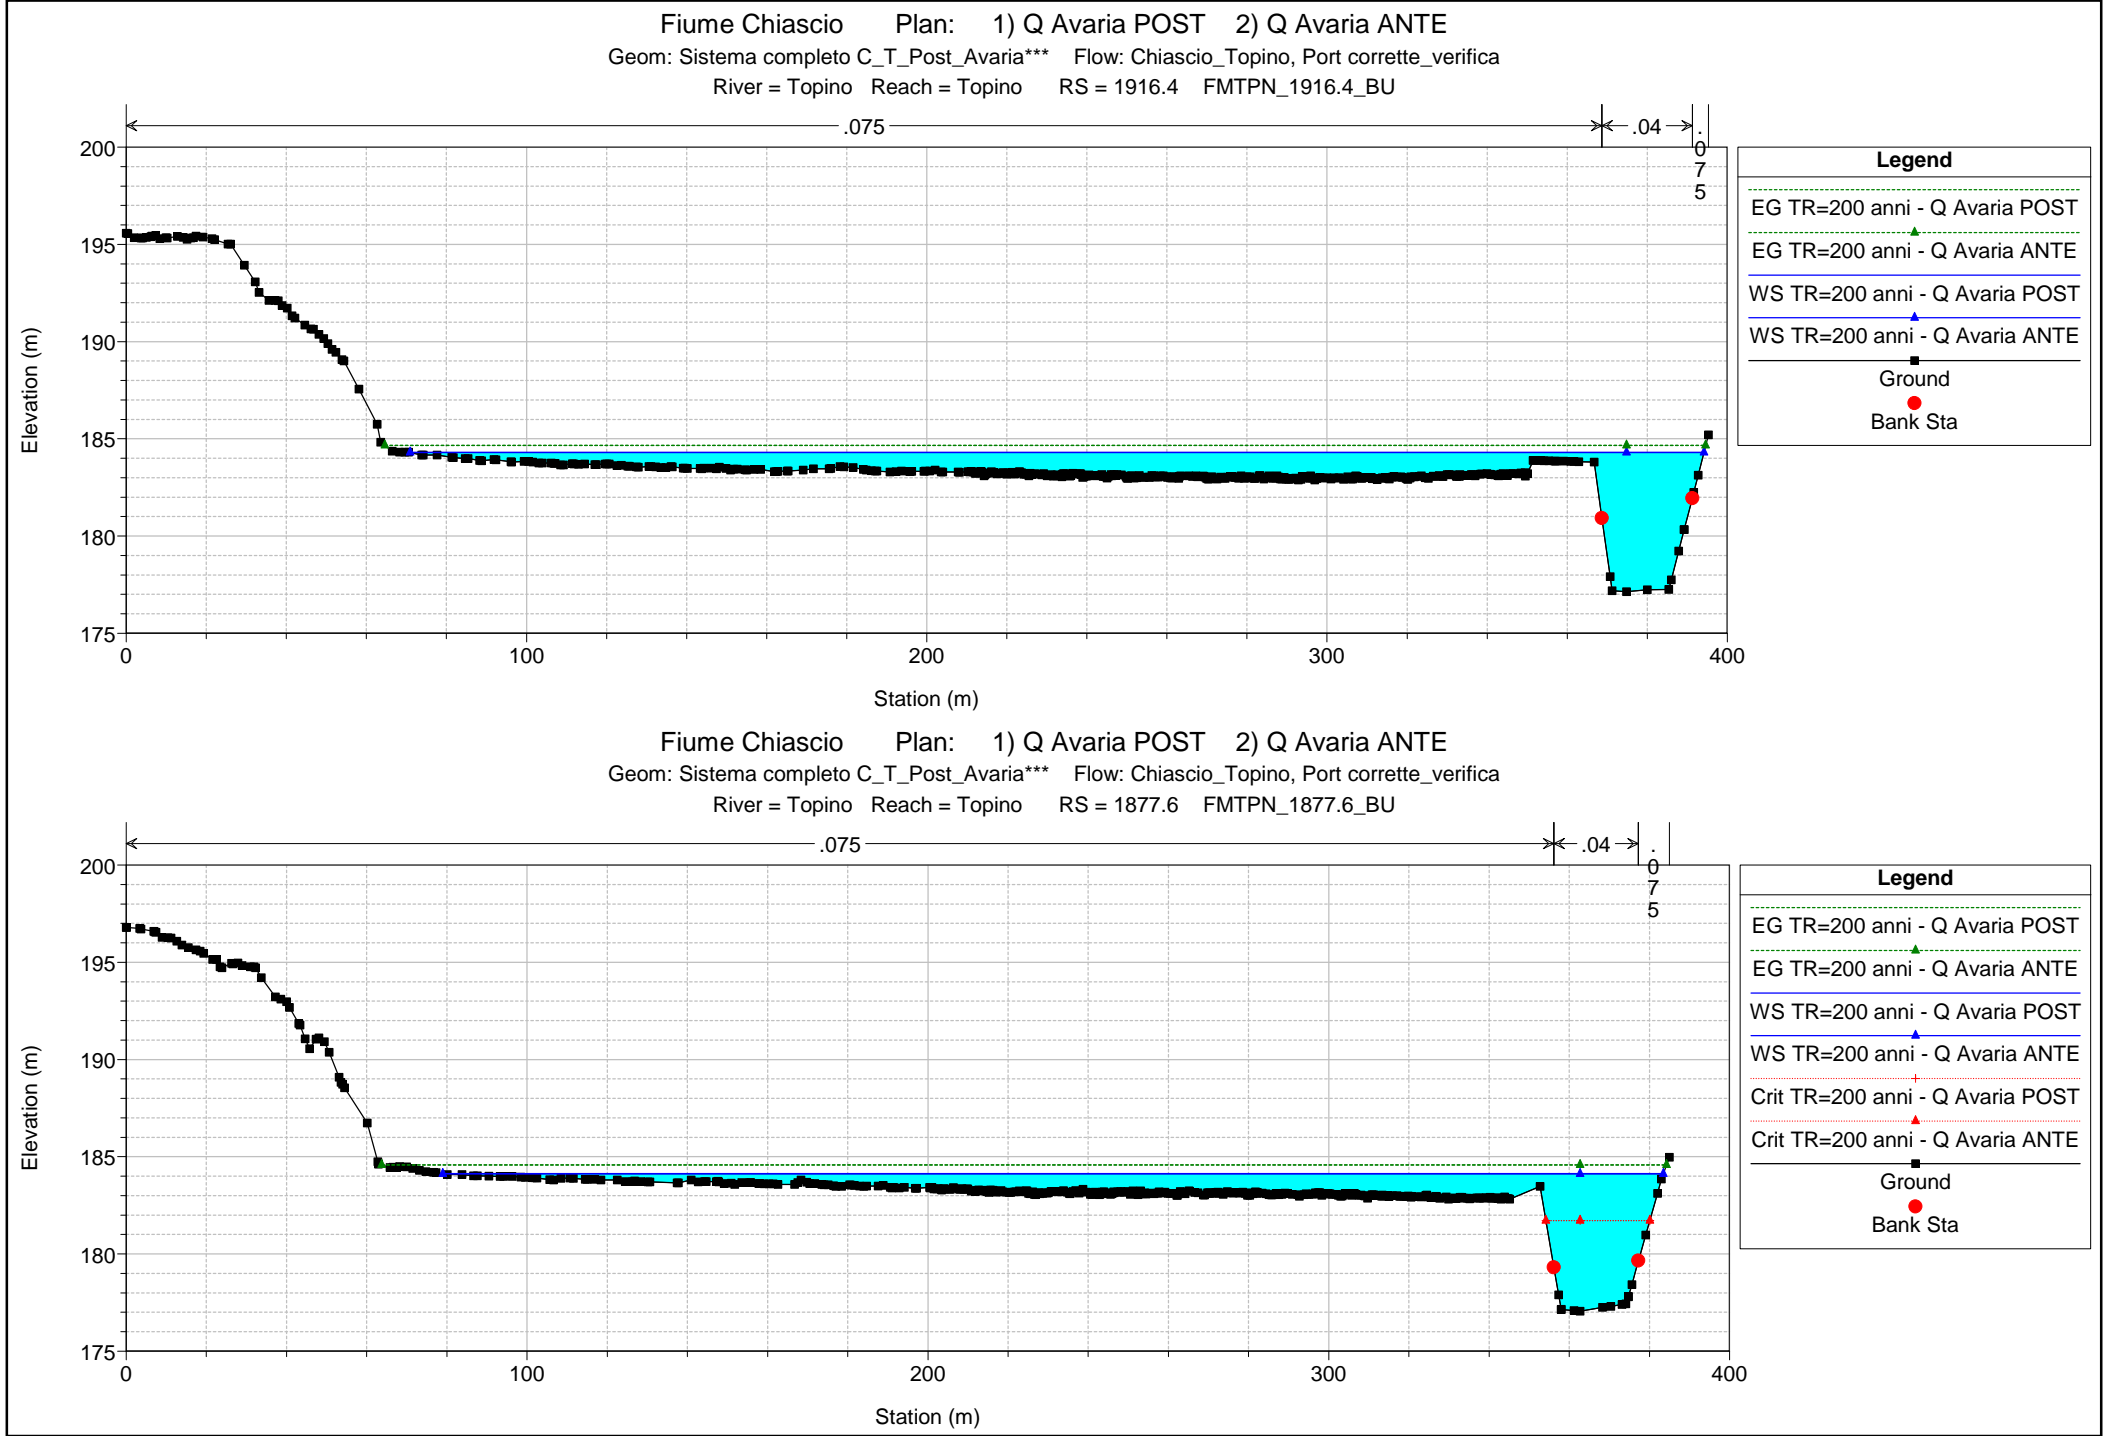 Fiume Chiascio Plan: 1) Q Avaria POST 2) Q Avaria ANTE
Geom: Sistema completo C_T_Post_Avaria*** Flow: Chiascio_Topino, Port corrette_verifica
River = Topino Reach = Topino RS = 1916.4 FMTPN_1916.4_BU
.075
.04
.075
200
195
190
185
180
175
Elevation (m)
0
100
200
300
400
Station (m)
Legend
EG TR=200 anni - Q Avaria POST
EG TR=200 anni - Q Avaria ANTE
WS TR=200 anni - Q Avaria POST
WS TR=200 anni - Q Avaria ANTE
Ground
Bank Sta
Fiume Chiascio Plan: 1) Q Avaria POST 2) Q Avaria ANTE
Geom: Sistema completo C_T_Post_Avaria*** Flow: Chiascio_Topino, Port corrette_verifica
River = Topino Reach = Topino RS = 1877.6 FMTPN_1877.6_BU
.075
.04
.075
200
195
190
185
180
175
Elevation (m)
0
100
200
300
400
Station (m)
Legend
EG TR=200 anni - Q Avaria POST
EG TR=200 anni - Q Avaria ANTE
WS TR=200 anni - Q Avaria POST
WS TR=200 anni - Q Avaria ANTE
Crit TR=200 anni - Q Avaria POST
Crit TR=200 anni - Q Avaria ANTE
Ground
Bank Sta